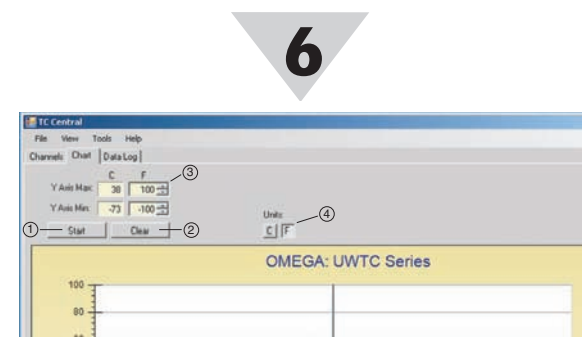 6
TC Central
File View Tools Help
Channels Chart Data Log
C F
Y Axis Max: 38 100 ③
Y Axis Min: -73 -100
① Start Clear ② Units: ④
C F
OMEGA: UWTC Series
100
80
60